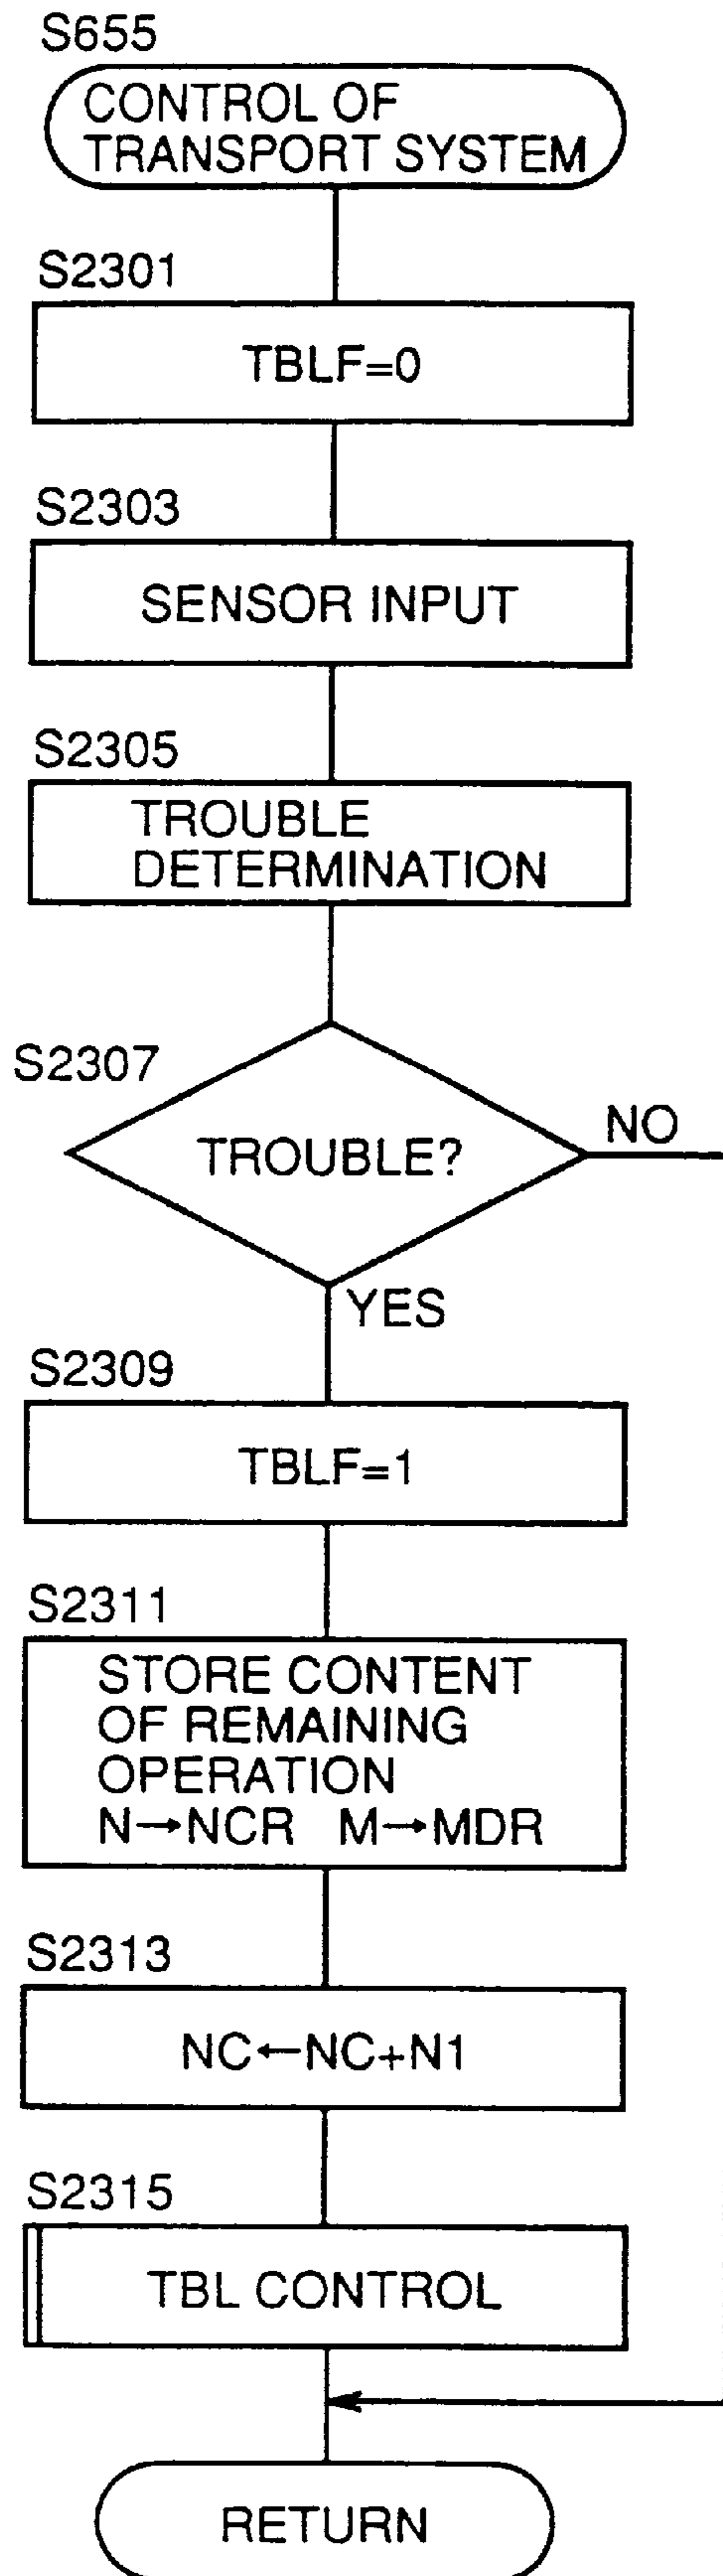 S655
CONTROL OF
TRANSPORT SYSTEM
S2301
TBLF=0
S2303
SENSOR INPUT
S2305
TROUBLE
DETERMINATION
S2307
TROUBLE?
NO
YES
S2309
TBLF=1
S2311
STORE CONTENT
OF REMAINING
OPERATION
N→NCR M→MDR
S2313
NC←NC+N1
S2315
TBL CONTROL
RETURN